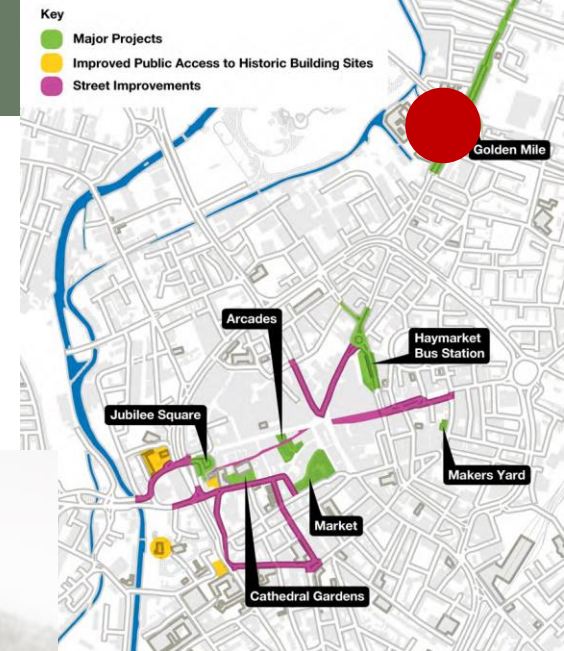 Key
Major Projects
Improved Public Access to Historic Building Sites
Street Improvements
Golden Mile
Arcades
Haymarket
Bus Station
Jubilee Square
Makers Yard
Market
Cathedral Gardens